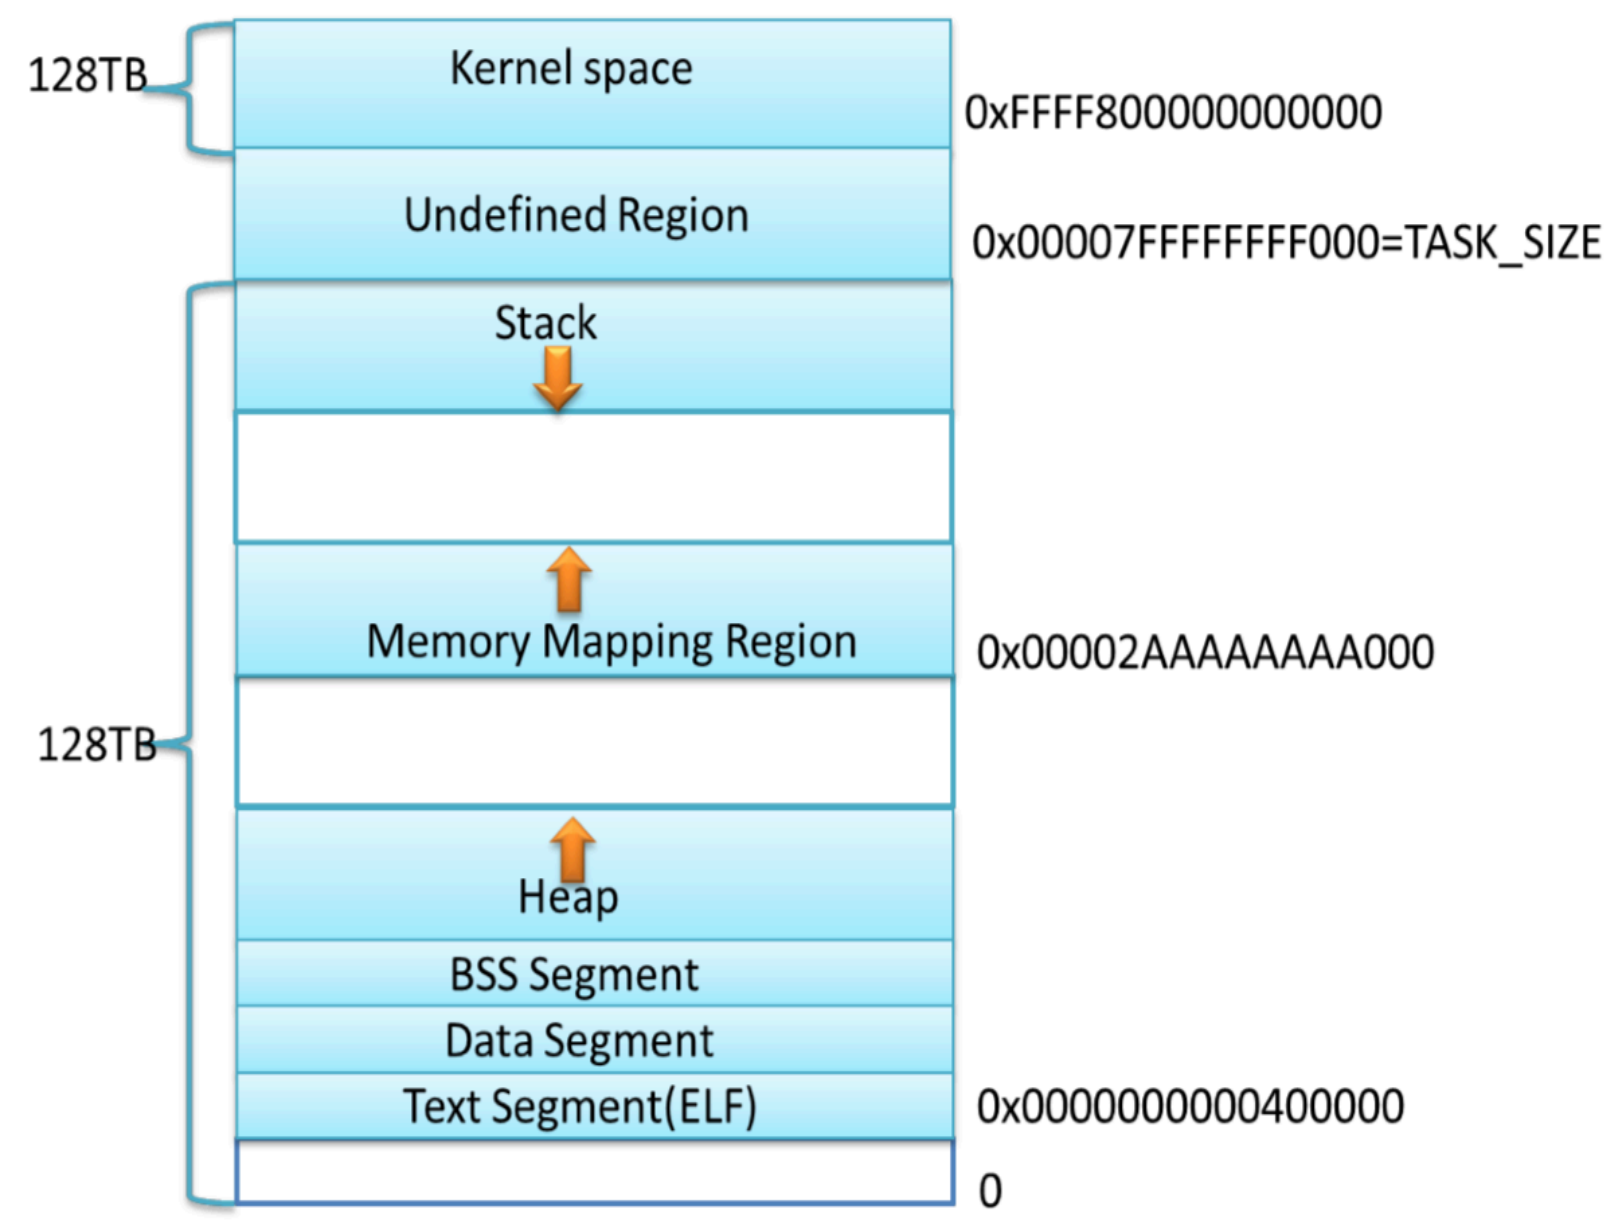 128TB
Kernel space
0xFFFF800000000000
Undefined Region
0x00007FFFFFFFF000=TASK_SIZE
Stack
Memory Mapping Region
0x00002AAAAAAAA000
128TB
Heap
BSS Segment
Data Segment
Text Segment(ELF)
0x0000000000400000
0